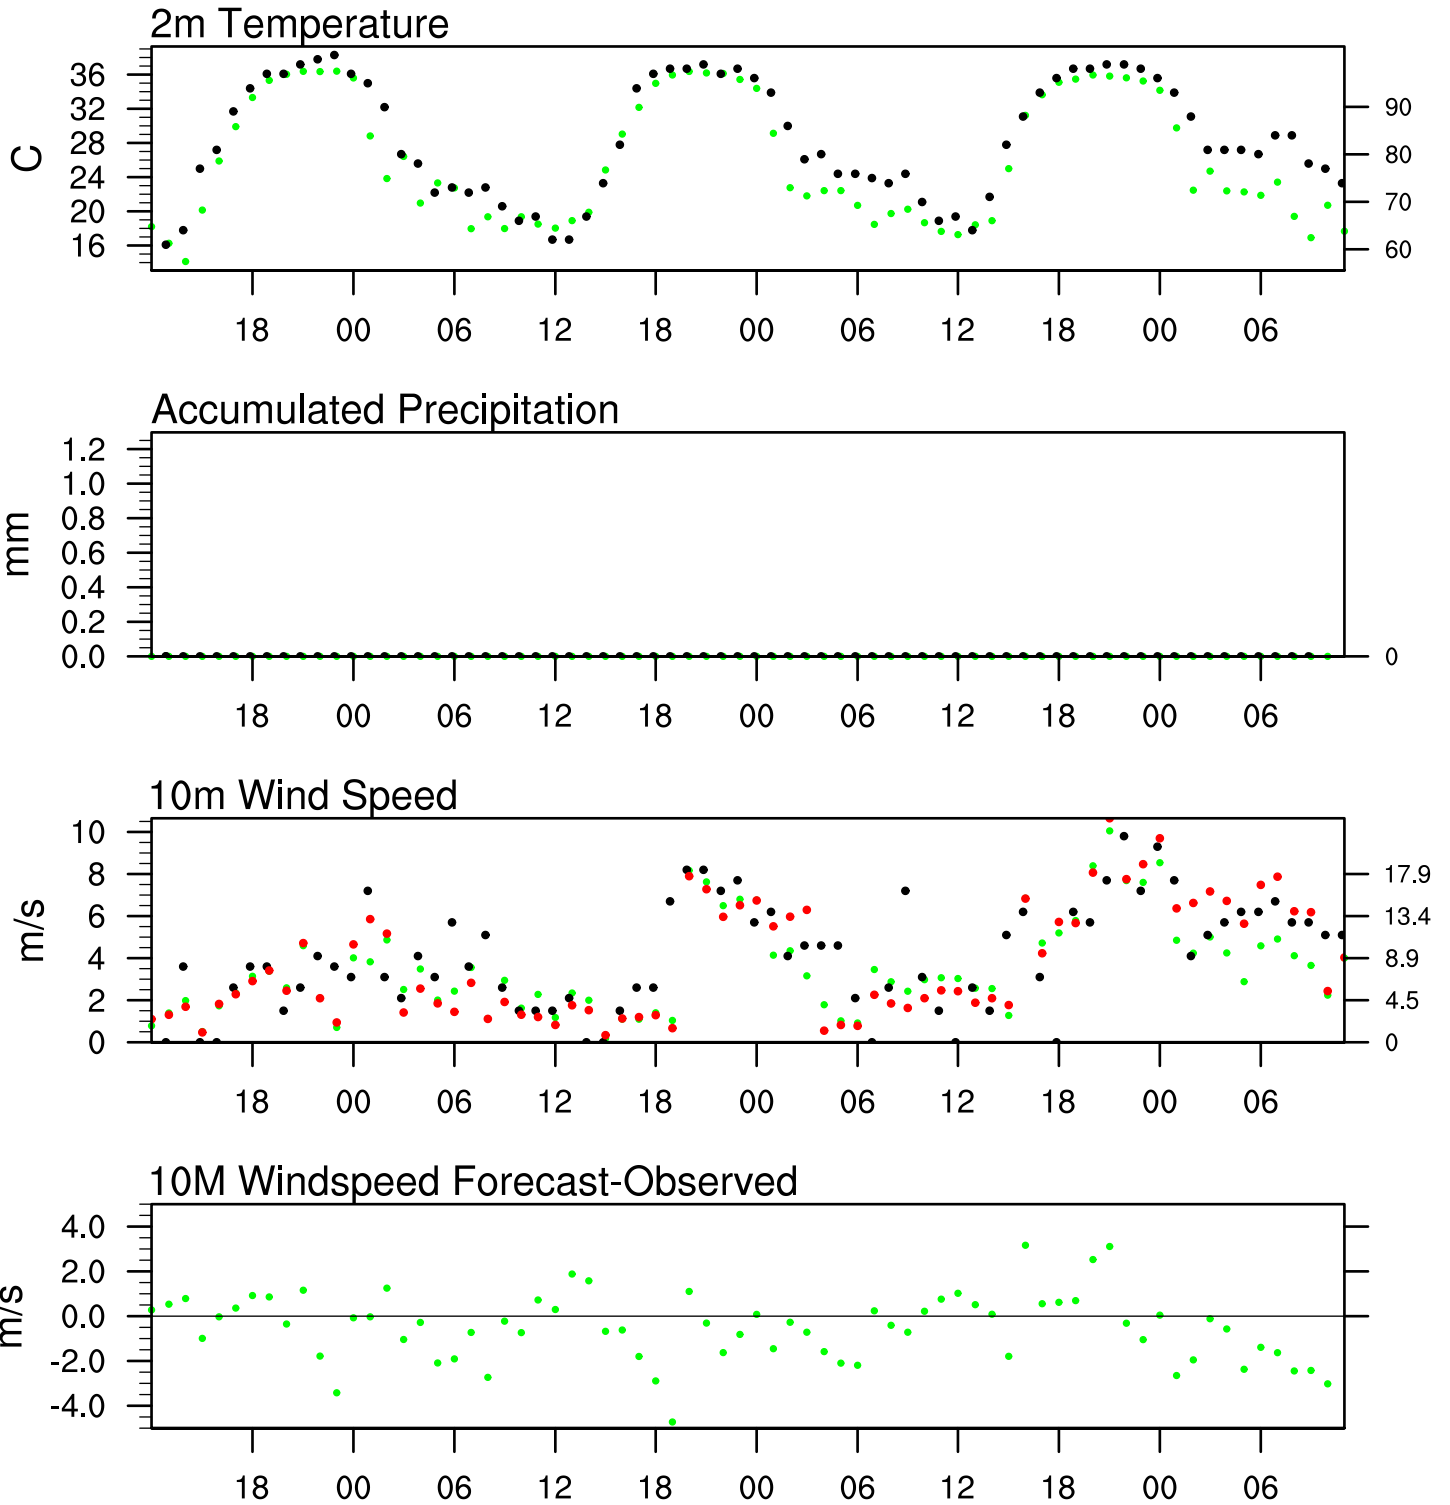 2m Temperature
36
32
28
24
20
16
C
90
80
70
60
18 00 06 12 18 00 06 12 18 00 06
Accumulated Precipitation
1.2
1.0
0.8
0.6
0.4
0.2
0.0
mm
0
18 00 06 12 18 00 06 12 18 00 06
10m Wind Speed
10
8
6
4
2
0
m/s
17.9
13.4
8.9
4.5
0
18 00 06 12 18 00 06 12 18 00 06
10M Windspeed Forecast-Observed
4.0
2.0
0.0
-2.0
-4.0
m/s
18 00 06 12 18 00 06 12 18 00 06